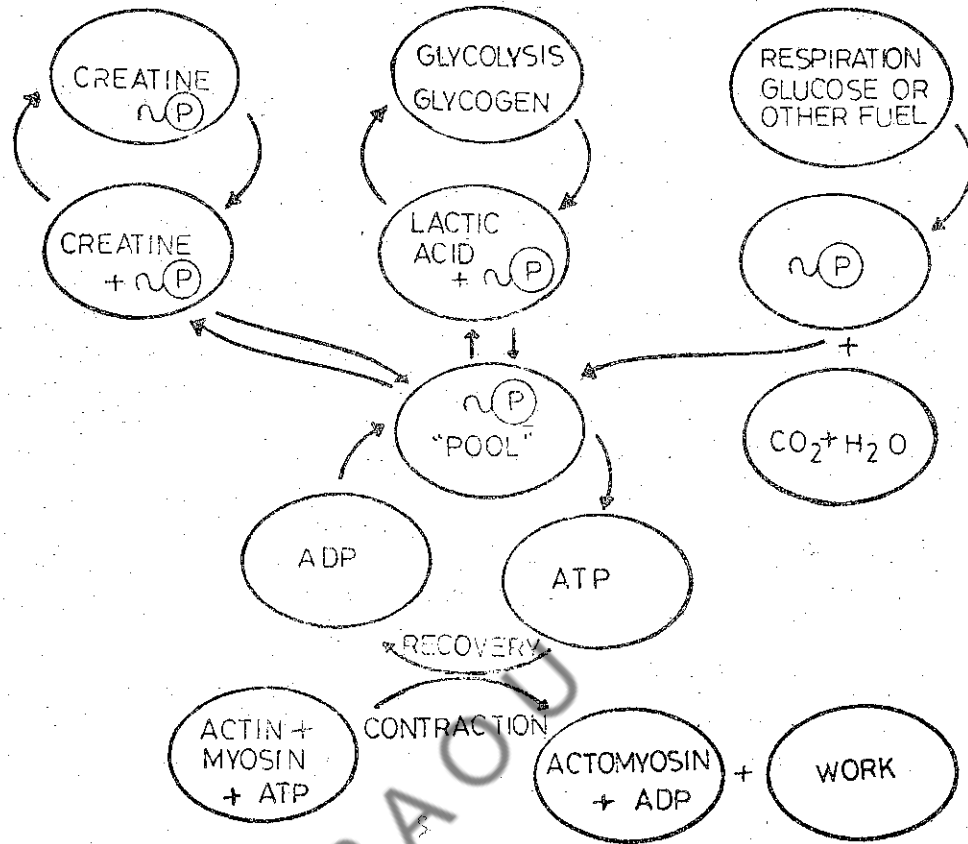 CREATINE
~P
GLYCOLYSIS
GLYCOGEN
RESPIRATION
GLUCOSE OR
OTHER FUEL
CREATINE
+ ~P
LACTIC
ACID
+ ~P
~P
+
CO₂+H₂O
~P
"POOL"
ADP
ATP
RECOVERY
CONTRACTION
ACTIN +
MYOSIN
+ ATP
ACTOMYOSIN
+ ADP
+
WORK
RAOU